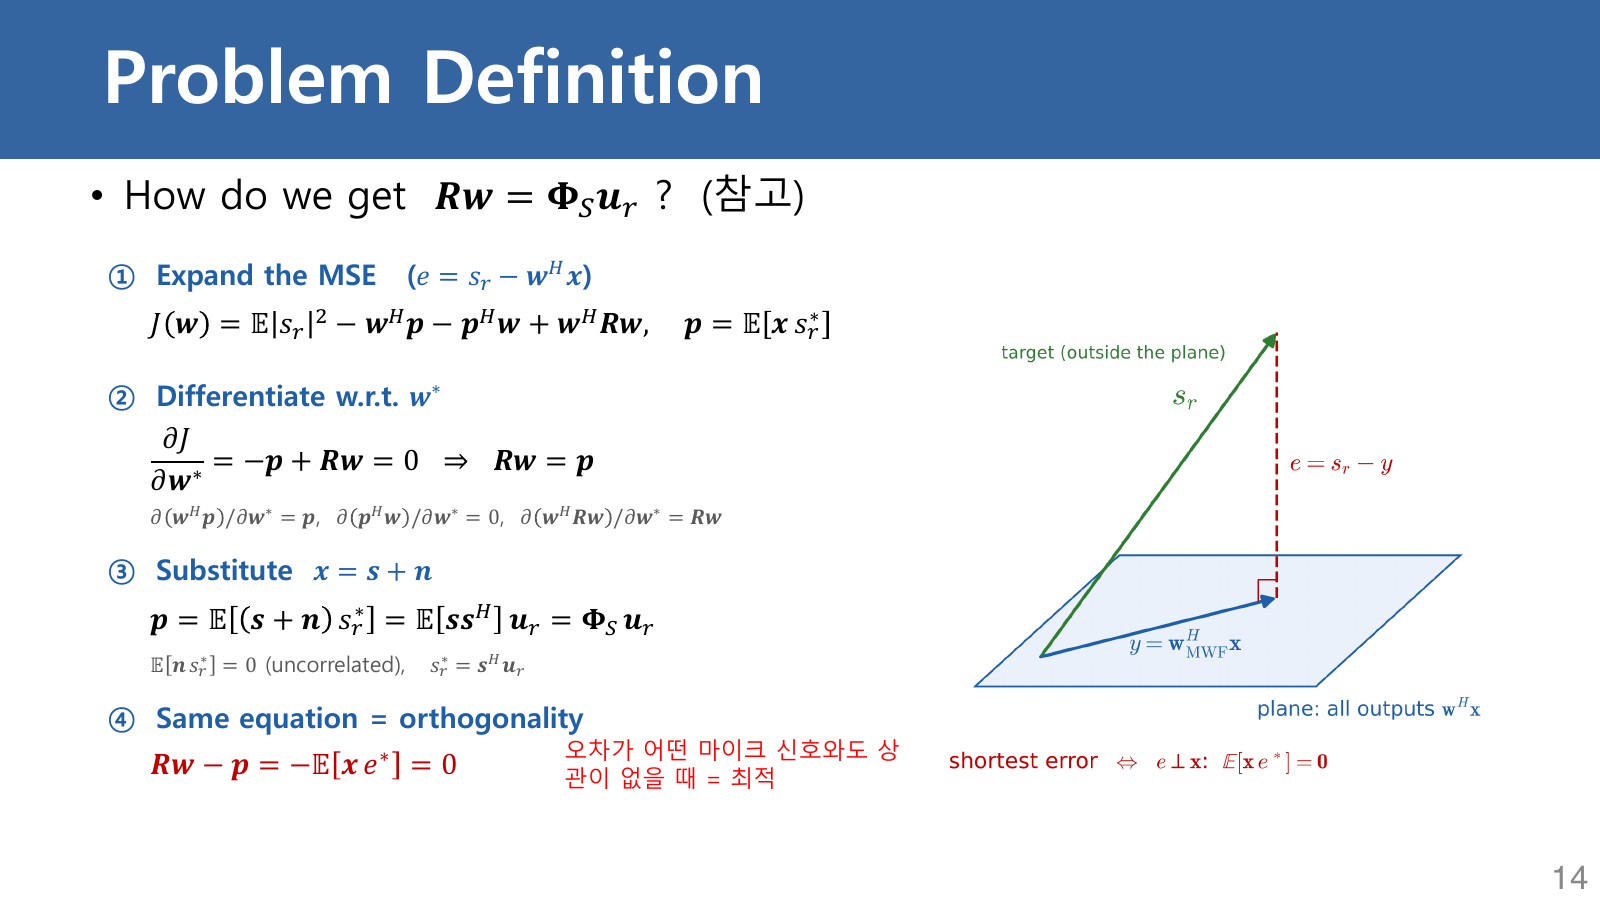 Problem Definition
• How do we get 𝑹𝒘 = 𝚽_S 𝒖_r ? (참고)
① Expand the MSE (e = s_r − 𝒘^H 𝒙)
J(𝒘) = 𝔼|s_r|² − 𝒘^H 𝒑 − 𝒑^H 𝒘 + 𝒘^H 𝑹𝒘, 𝒑 = 𝔼[𝒙 s_r^*]
② Differentiate w.r.t. 𝒘^*
∂J/∂𝒘^* = −𝒑 + 𝑹𝒘 = 0 ⇒ 𝑹𝒘 = 𝒑
∂(𝒘^H 𝒑)/∂𝒘^* = 𝒑, ∂(𝒑^H 𝒘)/∂𝒘^* = 0, ∂(𝒘^H 𝑹𝒘)/∂𝒘^* = 𝑹𝒘
③ Substitute 𝒙 = 𝒔 + 𝒏
𝒑 = 𝔼[(𝒔 + 𝒏) s_r^*] = 𝔼[𝒔𝒔^H] 𝒖_r = 𝚽_S 𝒖_r
𝔼[𝒏 s_r^*] = 0 (uncorrelated), s_r^* = 𝒔^H 𝒖_r
④ Same equation = orthogonality
𝑹𝒘 − 𝒑 = −𝔼[𝒙 e^*] = 0
오차가 어떤 마이크 신호와도 상
관이 없을 때 = 최적
target (outside the plane)
s_r
e = s_r − y
y = 𝐰_MWF^H 𝐱
plane: all outputs 𝐰^H 𝐱
shortest error ⇔ e ⊥ 𝐱: 𝔼[𝐱 e^*] = 𝟎
14